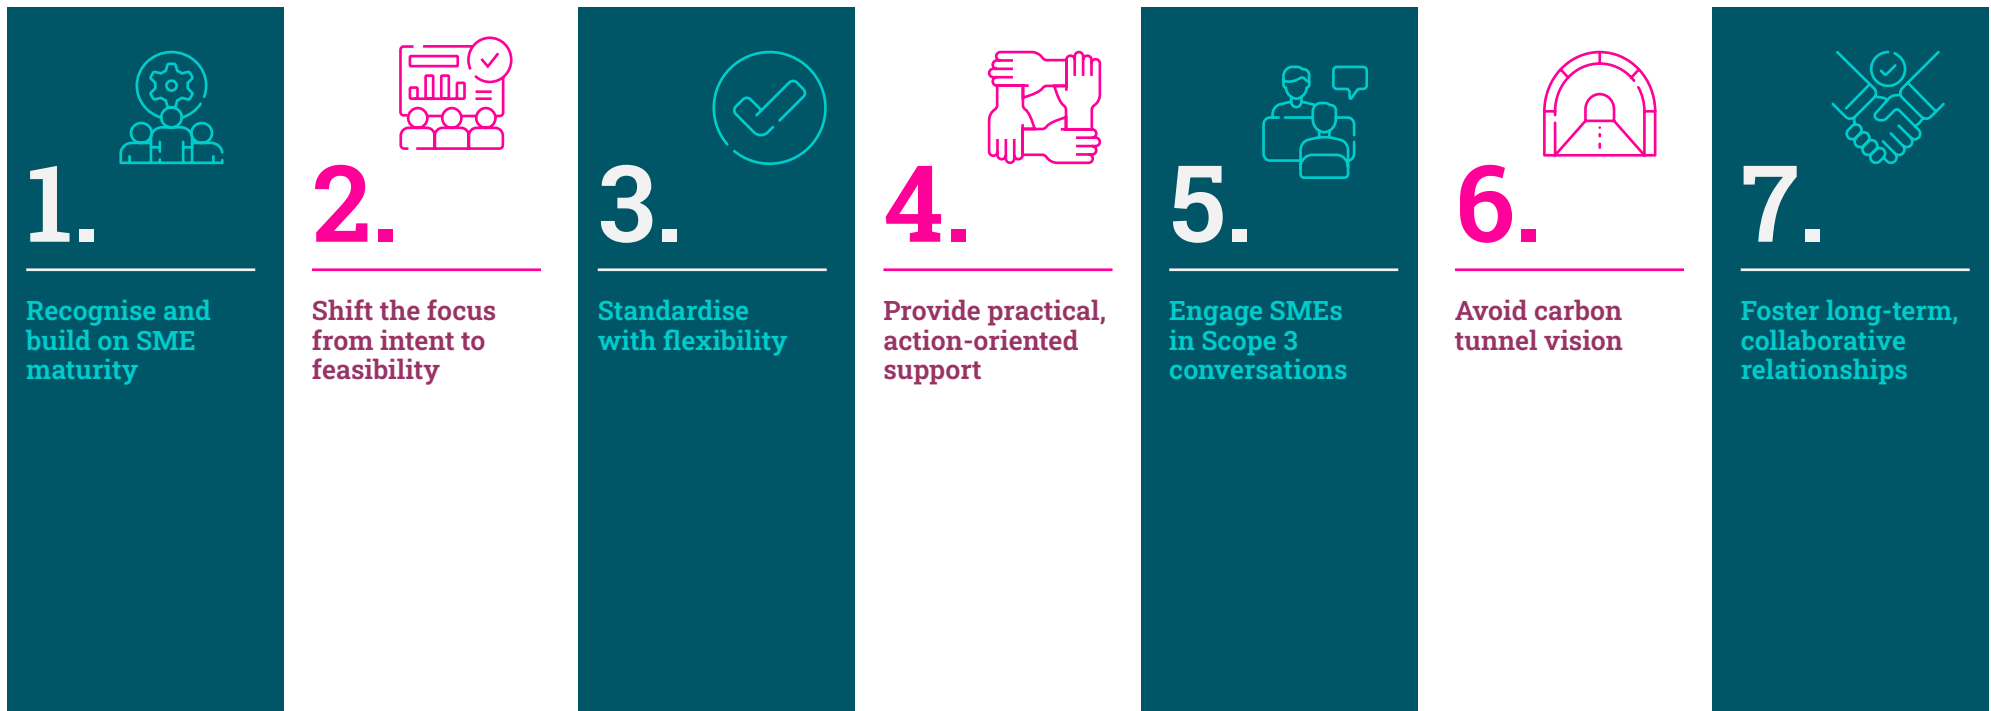 1.
Recognise and
build on SME
maturity
2.
Shift the focus
from intent to
feasibility
3.
Standardise
with flexibility
4.
Provide practical,
action-oriented
support
5.
Engage SMEs
in Scope 3
conversations
6.
Avoid carbon
tunnel vision
7.
Foster long-term,
collaborative
relationships